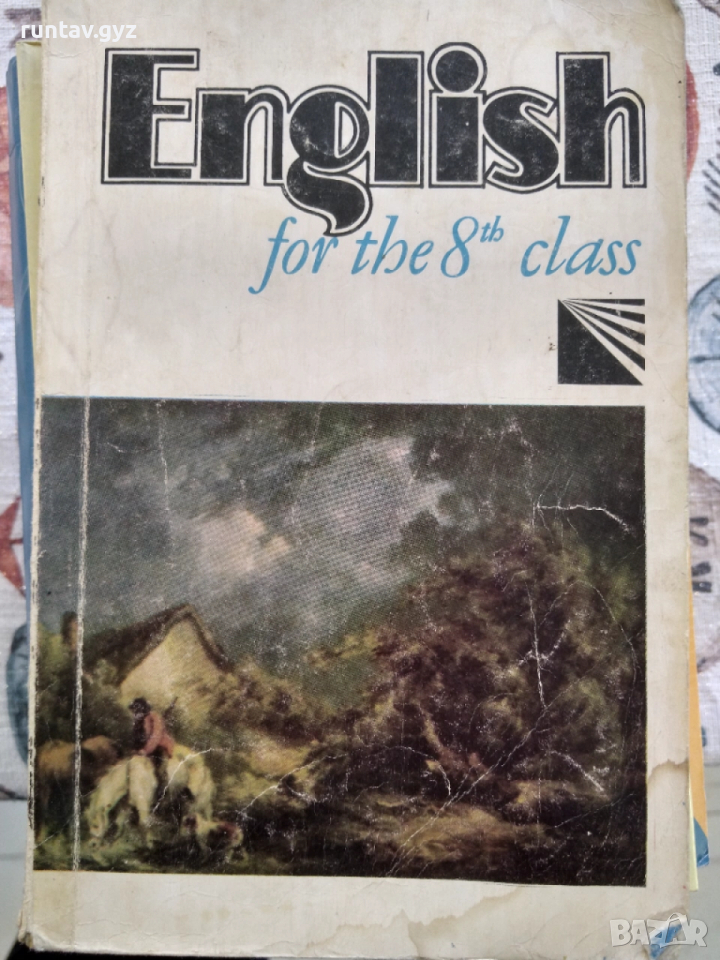 runtav.gyz
English
for the 8th class
BAZAR